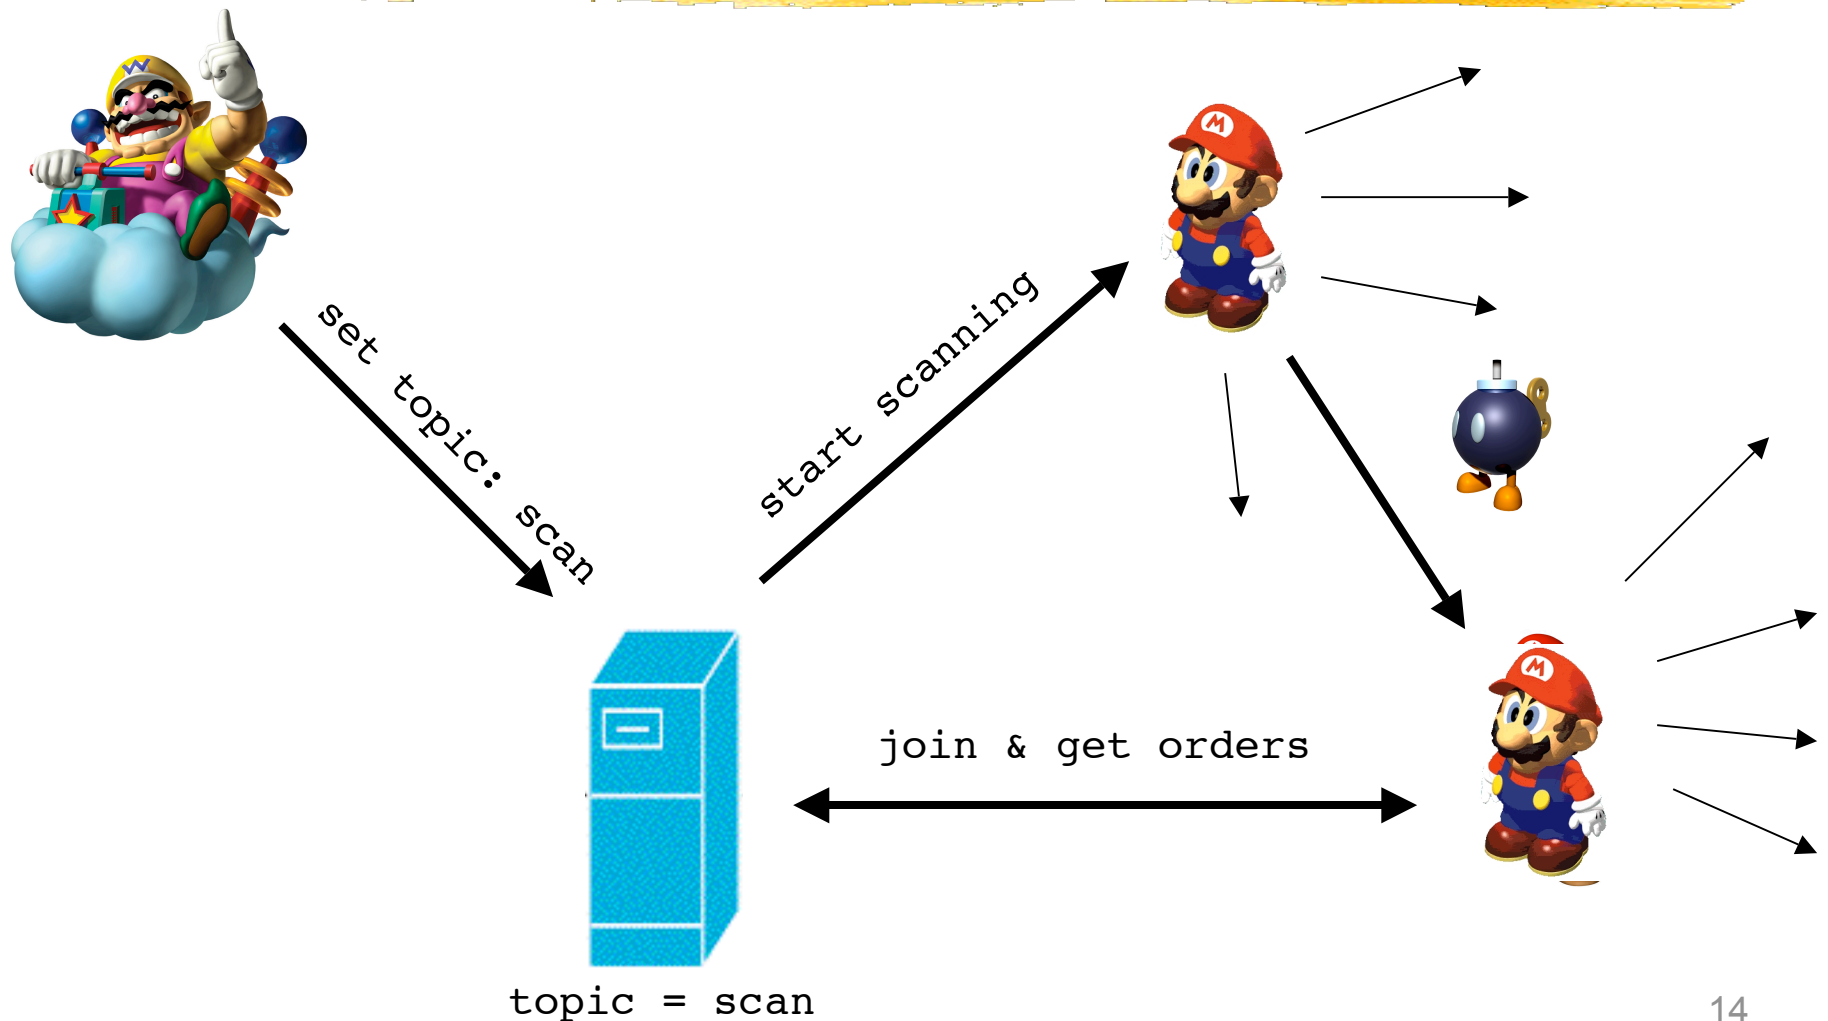 set topic: scan
start scanning
join & get orders
topic = scan
14
W
M
M